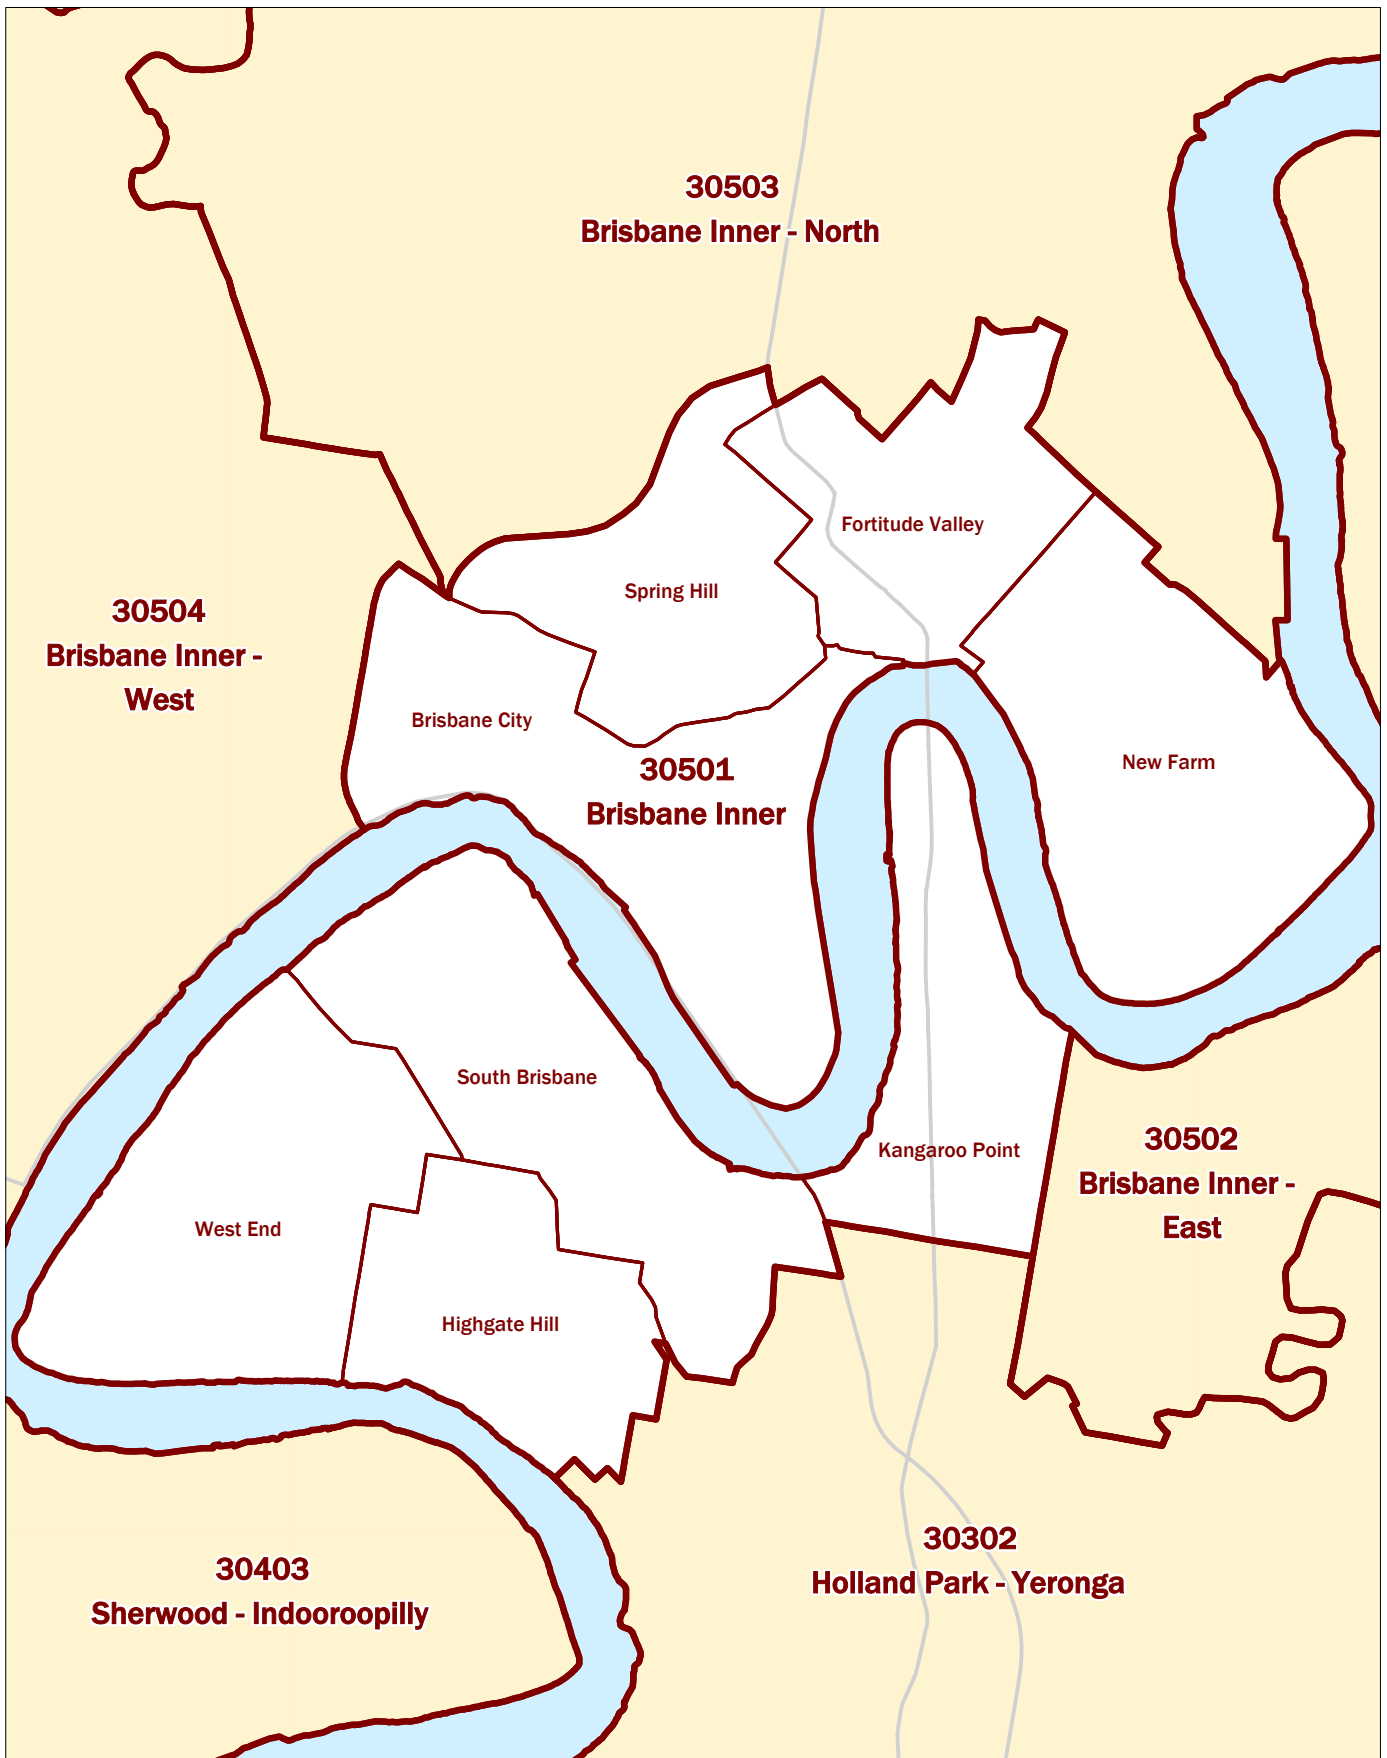 30503
Brisbane Inner - North
Fortitude Valley
Spring Hill
30504
Brisbane Inner -
West
Brisbane City
New Farm
30501
Brisbane Inner
South Brisbane
Kangaroo Point
30502
Brisbane Inner -
East
West End
Highgate Hill
30302
Holland Park - Yeronga
30403
Sherwood - Indooroopilly